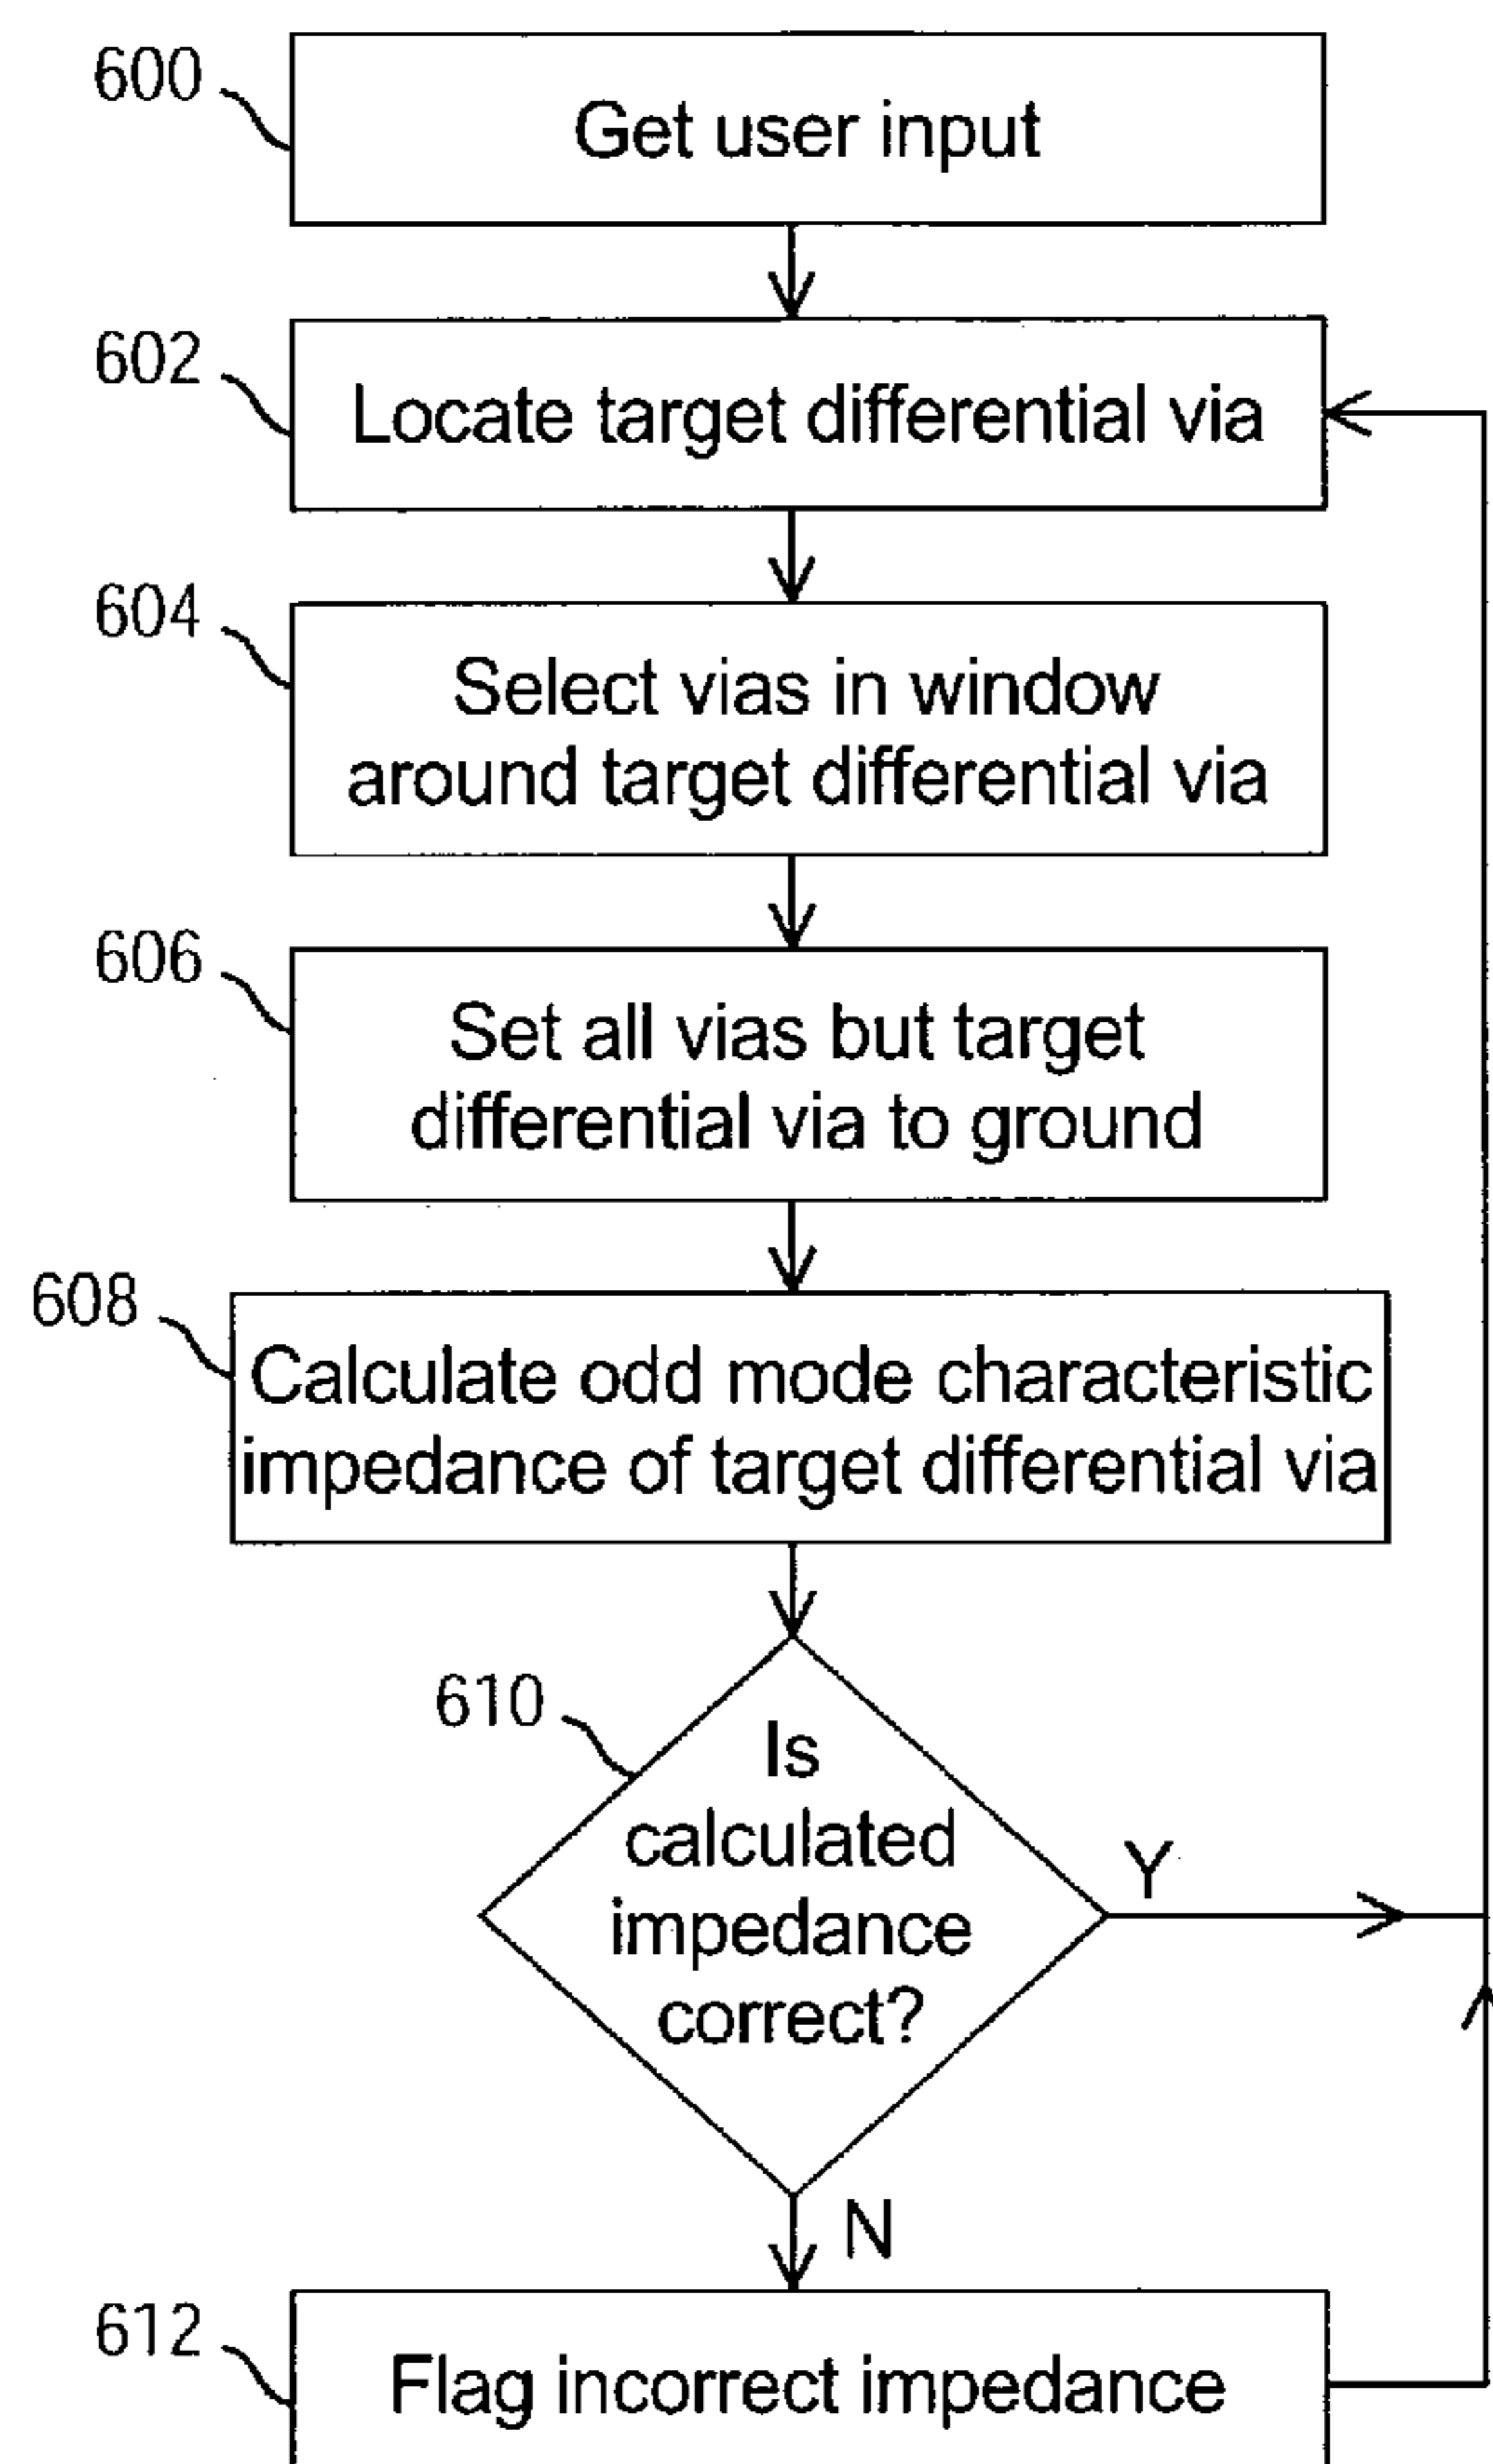 600
Get user input
602
Locate target differential via
604
Select vias in window
around target differential via
606
Set all vias but target
differential via to ground
608
Calculate odd mode characteristic
impedance of target differential via
610
Is
calculated
impedance
correct?
Y
N
612
Flag incorrect impedance